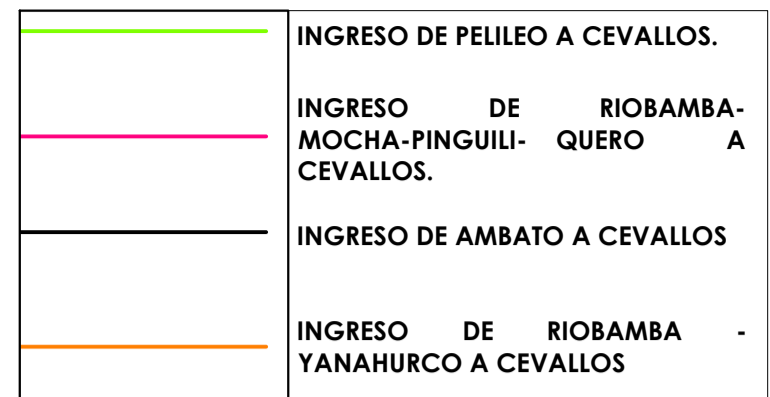 INGRESO DE PELILEO A CEVALLOS.
INGRESO DE RIOBAMBA-
MOCHA-PINGUILI- QUERO A
CEVALLOS.
INGRESO DE AMBATO A CEVALLOS
INGRESO DE RIOBAMBA -
YANAHURCO A CEVALLOS